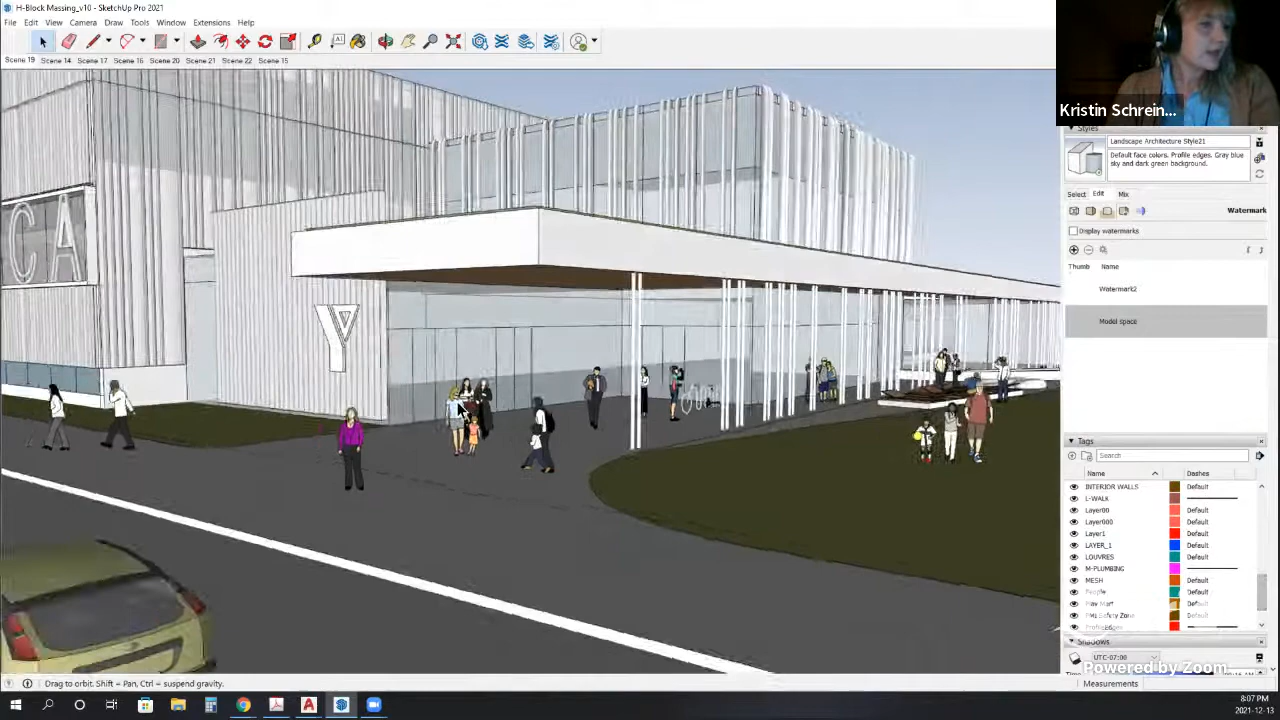 H-Block Massing_v10 - SketchUp Pro 2021
File Edit View Camera Draw Tools Window Extensions Help
Scene 19 Scene 14 Scene 17 Scene 16 Scene 20 Scene 21 Scene 22 Scene 15
Kristin Schrein...
Styles
Landscape Architecture Style21
Default face colors. Profile edges. Gray blue
sky and dark green background.
Select Edit Mix
Watermark
Display watermarks
Thumb Name
Watermark2
Model space
CA
Y
Tags
Search
Name Dashes
INTERIOR WALLS Default
L-WALK
Layer00 Default
Layer000 Default
Layer1 Default
LAYER_1 Default
LOUVRES Default
M-PLUMBING
MESH Default
People Default
Default
Default
Shadows
UTC-07:00
Powered by Zoom
Drag to orbit. Shift = Pan, Ctrl = suspend gravity.
Measurements
8:07 PM
2021-12-13